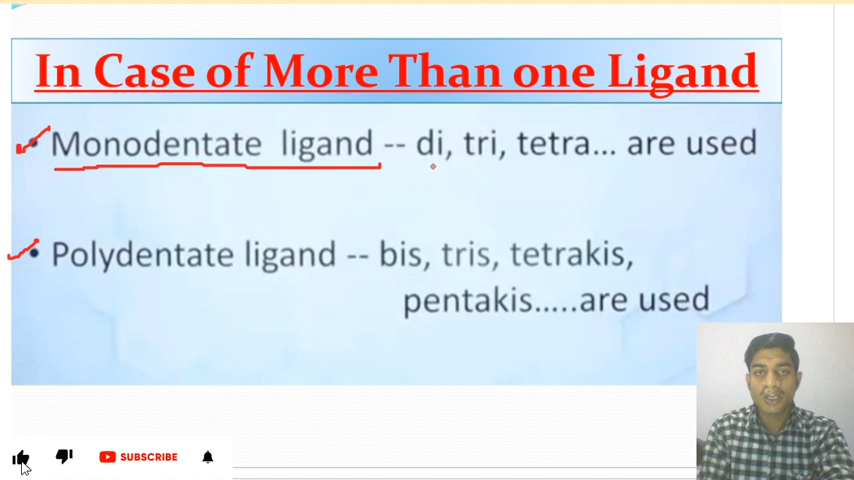 In Case of More Than one Ligand
• Monodentate ligand -- di, tri, tetra... are used
• Polydentate ligand -- bis, tris, tetrakis,
pentakis.....are used
SUBSCRIBE